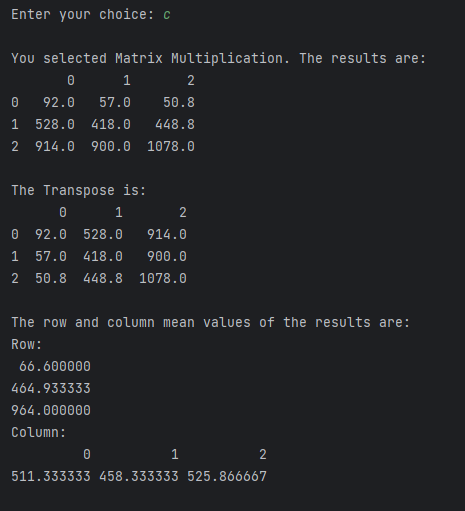 Enter your choice: c
You selected Matrix Multiplication. The results are:
       0      1       2
0   92.0   57.0    50.8
1  528.0  418.0   448.8
2  914.0  900.0  1078.0
The Transpose is:
      0      1       2
0  92.0  528.0   914.0
1  57.0  418.0   900.0
2  50.8  448.8  1078.0
The row and column mean values of the results are:
Row:
 66.600000
464.933333
964.000000
Column:
         0          1          2
511.333333 458.333333 525.866667